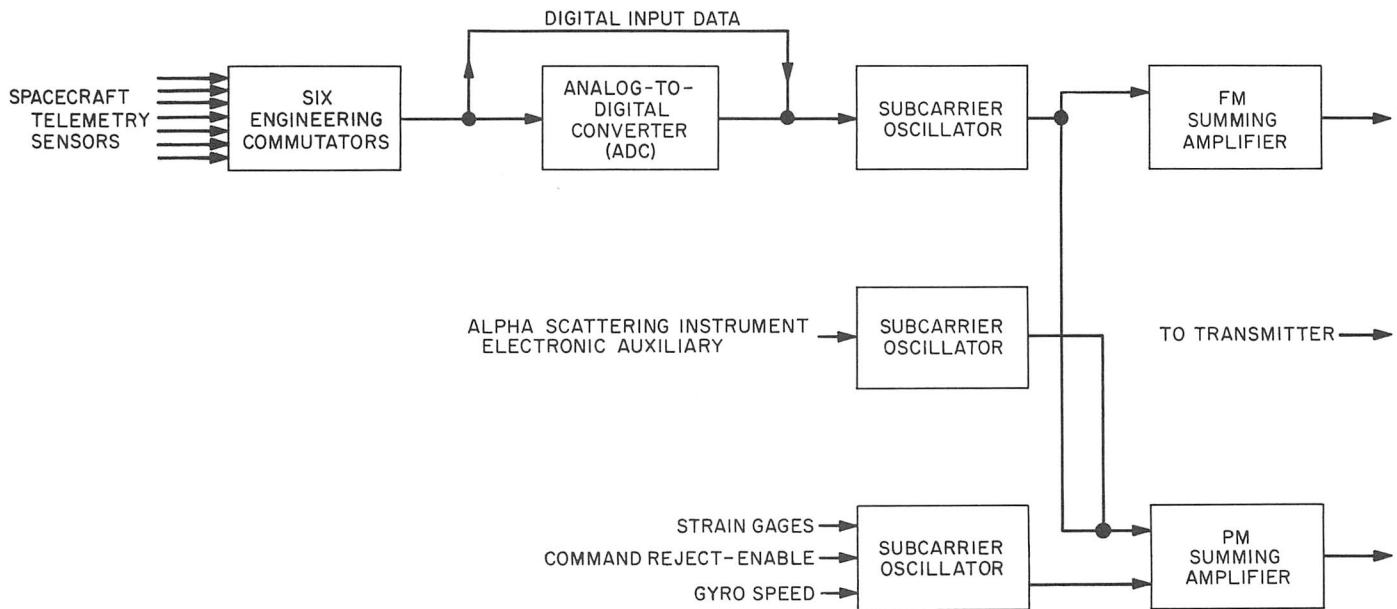 DIGITAL INPUT DATA
SPACECRAFT
TELEMETRY
SENSORS
SIX
ENGINEERING
COMMUTATORS
ANALOG-TO-
DIGITAL
CONVERTER
(ADC)
SUBCARRIER
OSCILLATOR
FM
SUMMING
AMPLIFIER
ALPHA SCATTERING INSTRUMENT
ELECTRONIC AUXILIARY
SUBCARRIER
OSCILLATOR
TO TRANSMITTER
STRAIN GAGES
COMMAND REJECT-ENABLE
GYRO SPEED
SUBCARRIER
OSCILLATOR
PM
SUMMING
AMPLIFIER